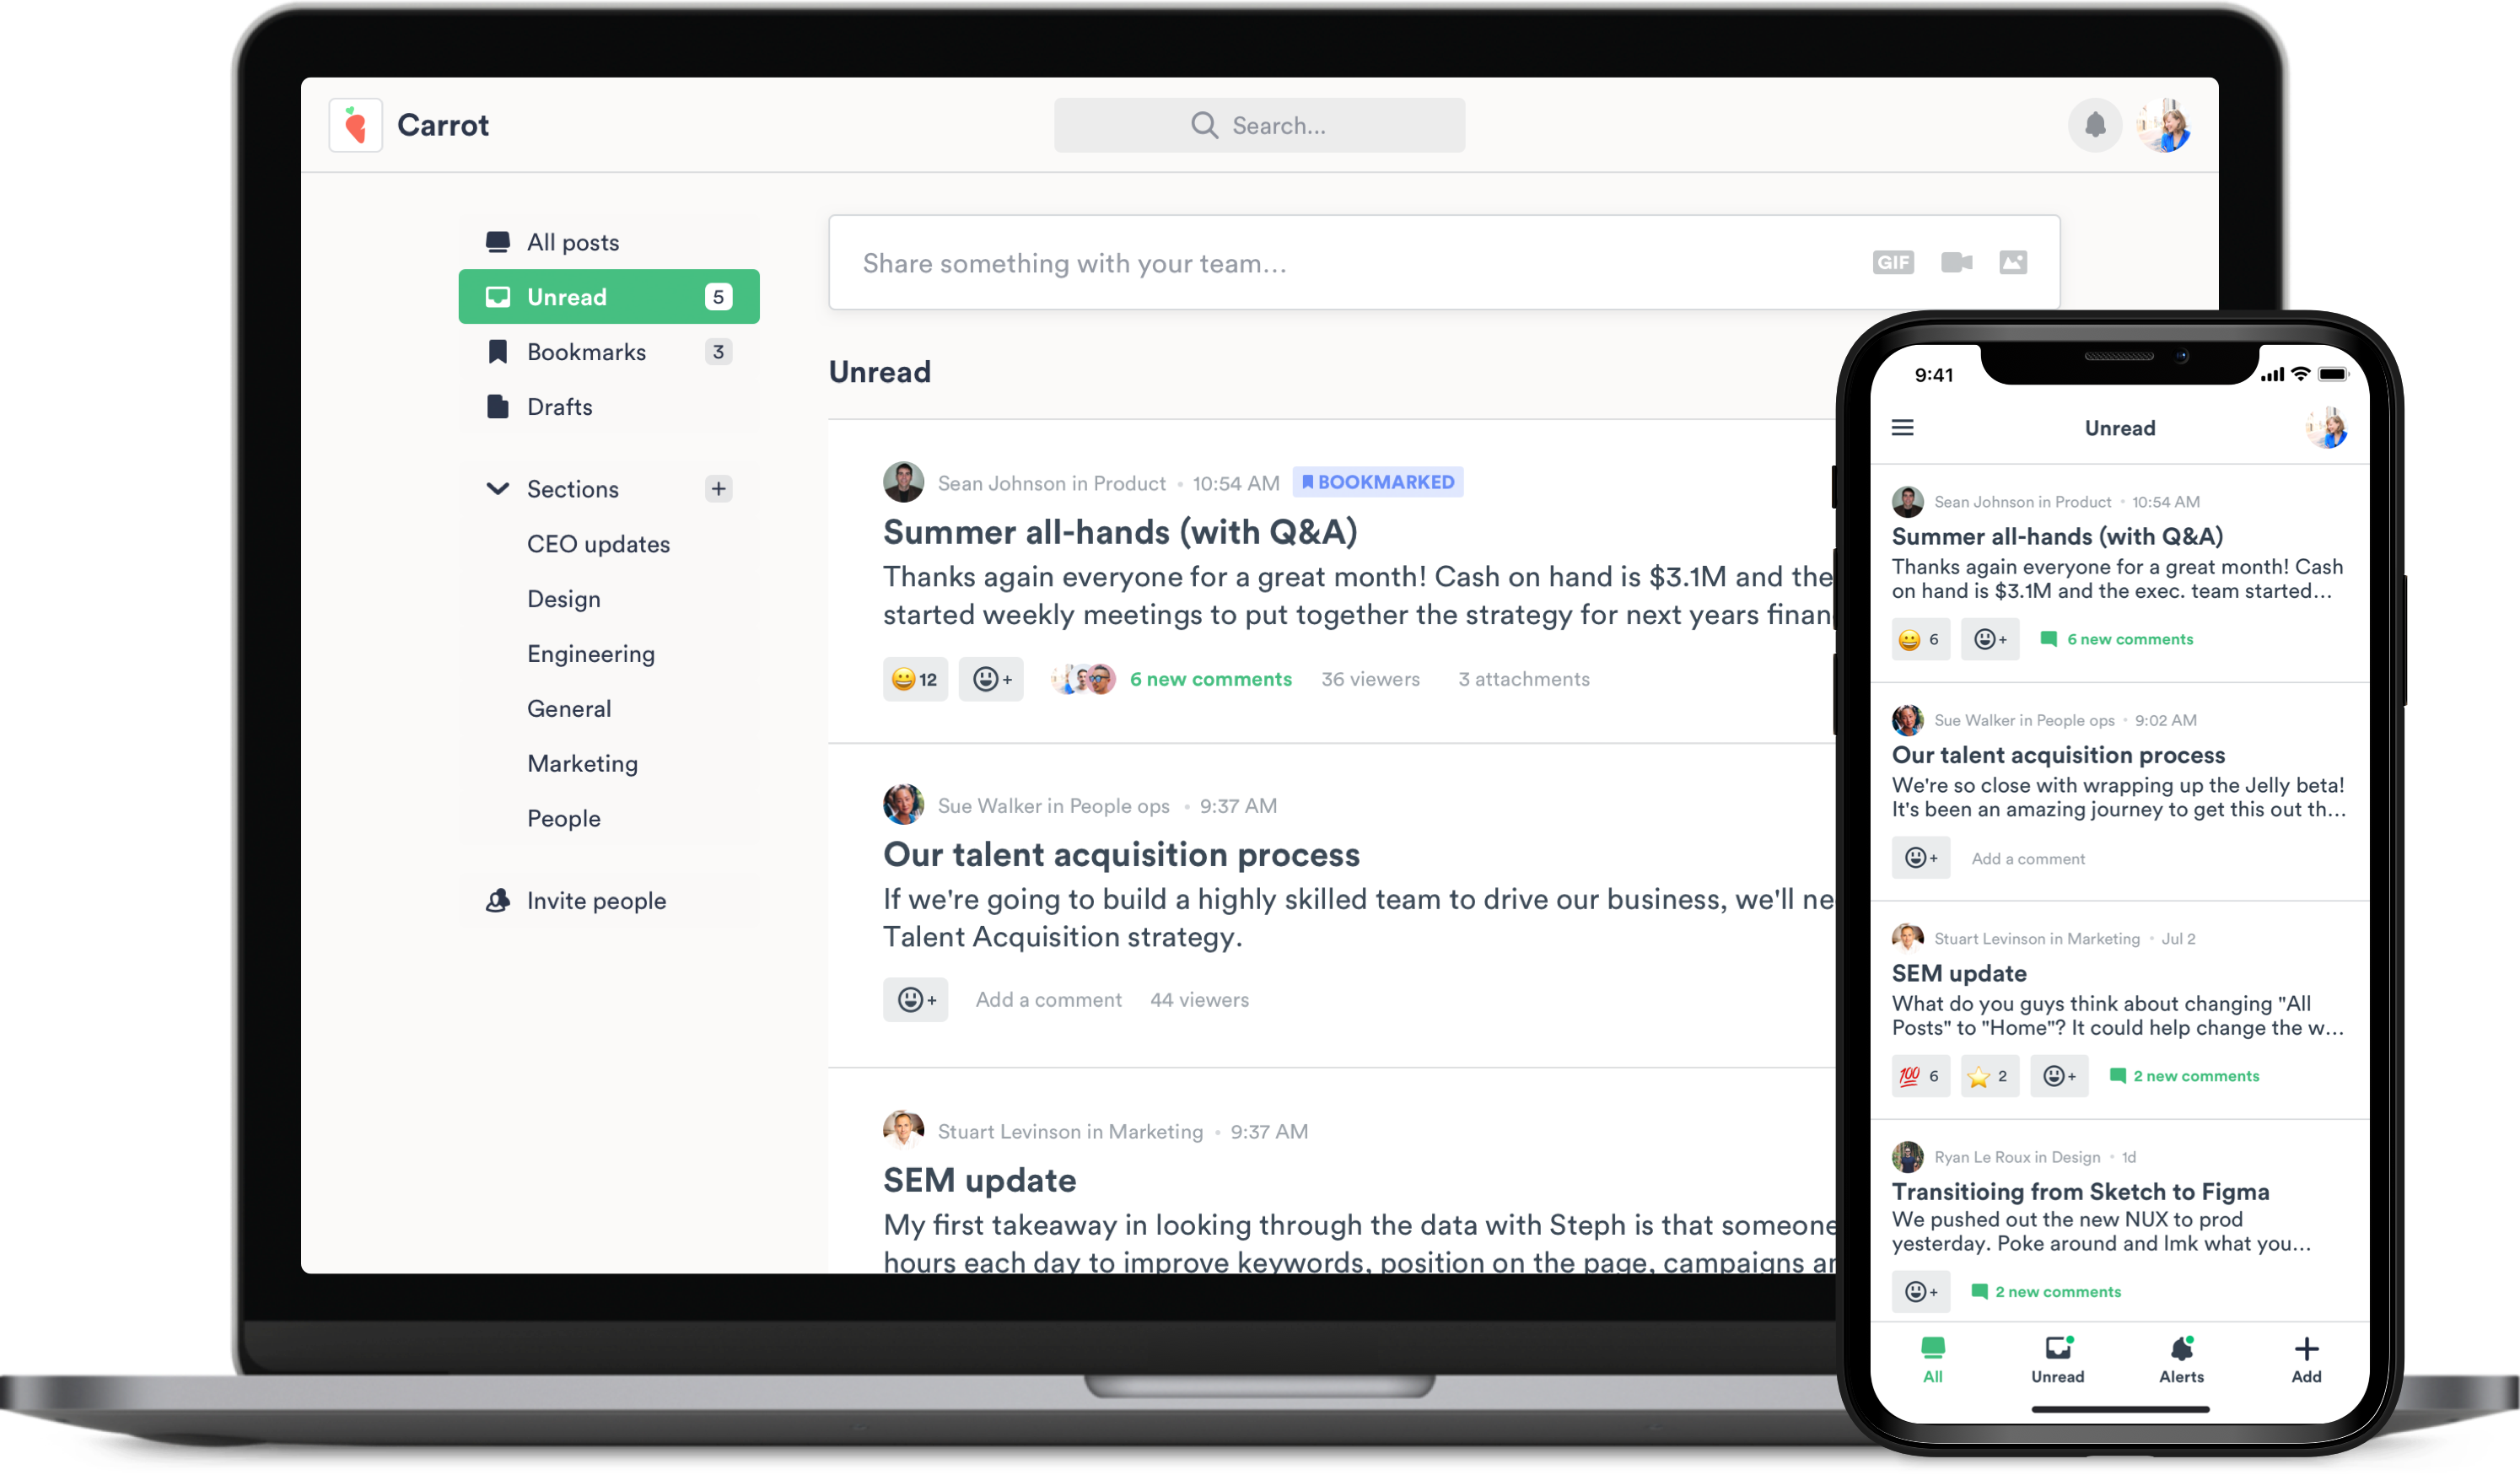 Carrot
Search...
All posts
Unread 5
Bookmarks 3
Drafts
Sections +
CEO updates
Design
Engineering
General
Marketing
People
Invite people
Share something with your team...
GIF
Unread
Sean Johnson in Product • 10:54 AM BOOKMARKED
Summer all-hands (with Q&A)
Thanks again everyone for a great month! Cash on hand is $3.1M and the
started weekly meetings to put together the strategy for next years finan
😀 12 + 6 new comments 36 viewers 3 attachments
Sue Walker in People ops • 9:37 AM
Our talent acquisition process
If we're going to build a highly skilled team to drive our business, we'll ne
Talent Acquisition strategy.
+ Add a comment 44 viewers
Stuart Levinson in Marketing • 9:37 AM
SEM update
My first takeaway in looking through the data with Steph is that someone
hours each day to improve keywords, position on the page, campaigns ar
9:41
Unread
Sean Johnson in Product • 10:54 AM
Summer all-hands (with Q&A)
Thanks again everyone for a great month! Cash
on hand is $3.1M and the exec. team started...
😀 6 + 6 new comments
Sue Walker in People ops • 9:02 AM
Our talent acquisition process
We're so close with wrapping up the Jelly beta!
It's been an amazing journey to get this out th...
+ Add a comment
Stuart Levinson in Marketing • Jul 2
SEM update
What do you guys think about changing "All
Posts" to "Home"? It could help change the w...
💯 6 ⭐ 2 + 2 new comments
Ryan Le Roux in Design • 1d
Transitioing from Sketch to Figma
We pushed out the new NUX to prod
yesterday. Poke around and lmk what you...
+ 2 new comments
All Unread Alerts Add